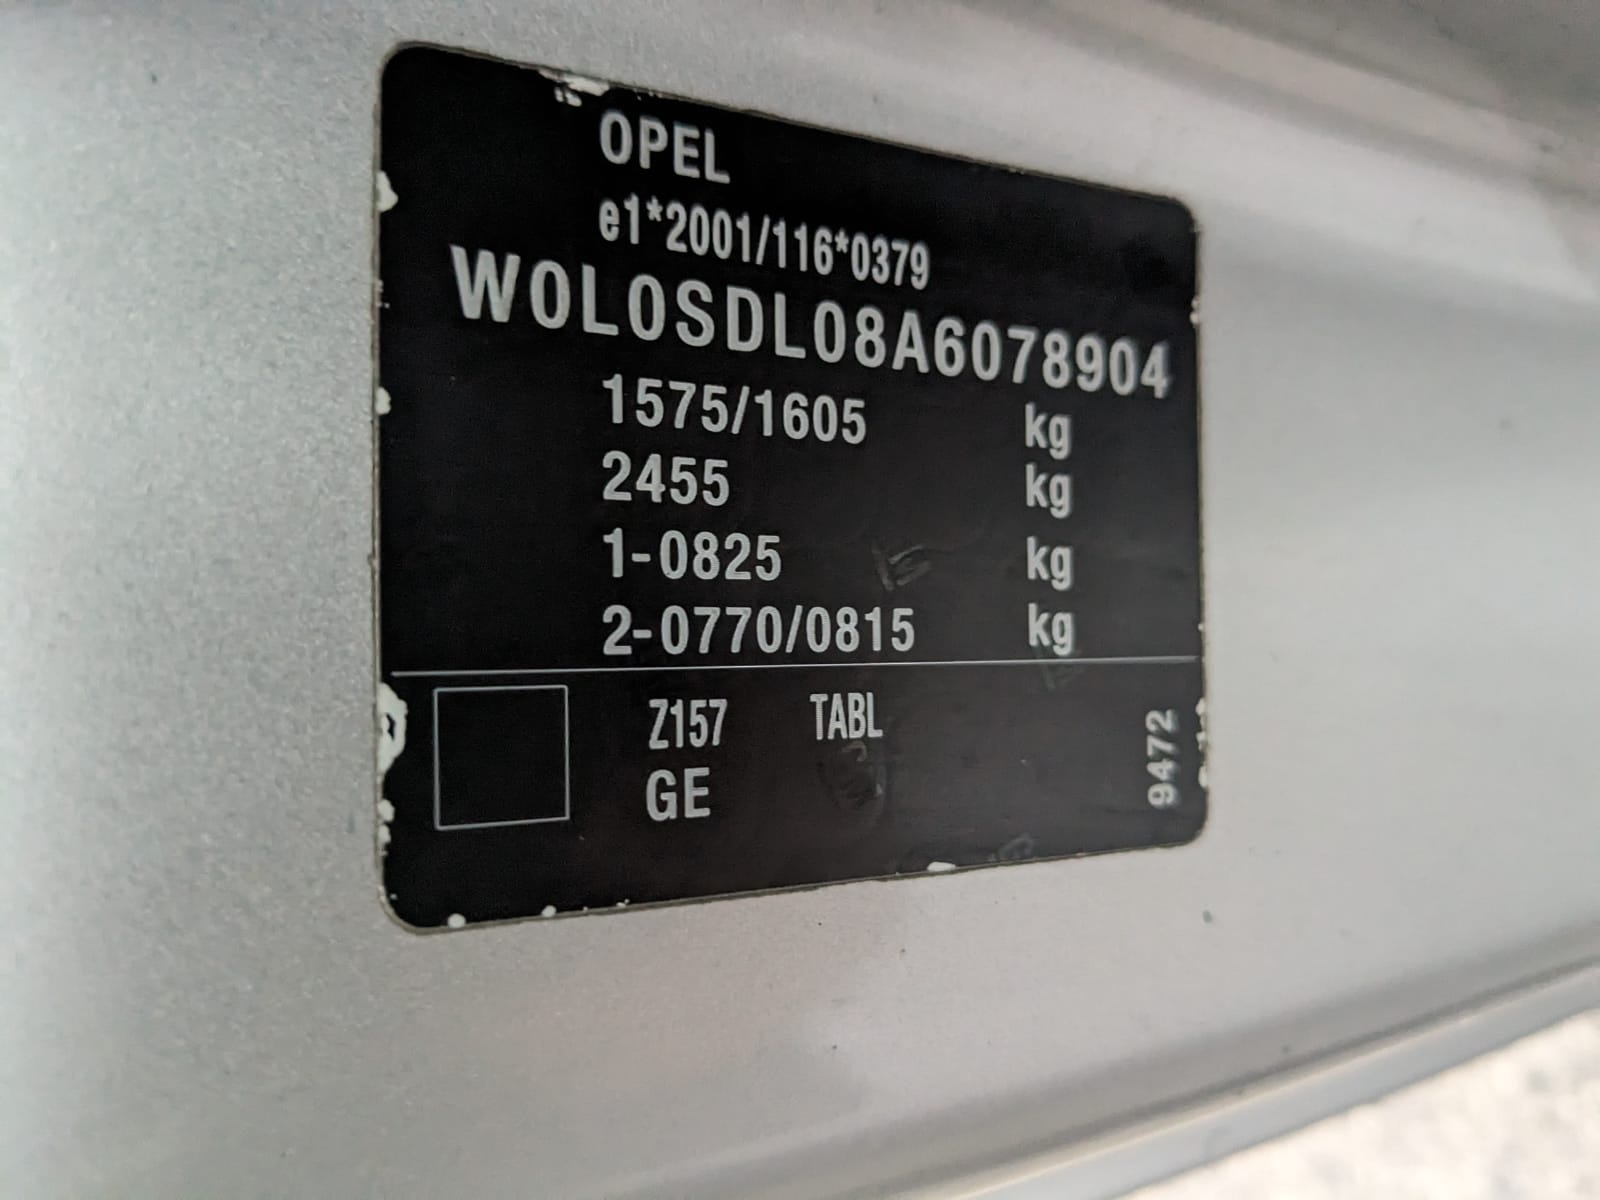 OPEL
e1*2001/116*0379
W0L0SDL08A6078904
1575/1605 kg
2455 kg
1-0825 kg
2-0770/0815 kg
Z157 TABL
GE
9472